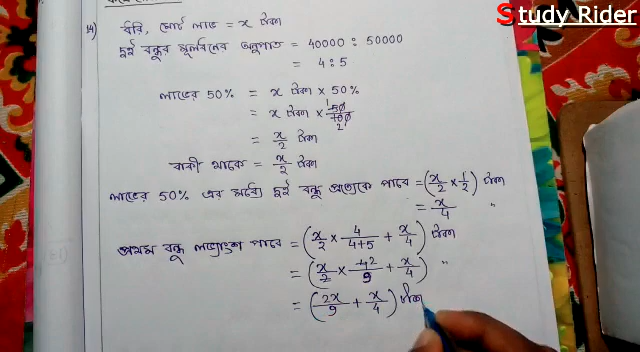 Study Rider
14) ধরি, মোট লাভ = x টাকা
দুই বন্ধুর মূলধনের অনুপাত = 40000 : 50000
= 4 : 5
লাভের 50% = x টাকা × 50%
= x টাকা × 50/100
= x/2 টাকা
বাকী থাকে = x/2 টাকা
লাভের 50% এর মধ্যে দুই বন্ধু প্রত্যেকে পাবে = (x/2 × 1/2) টাকা
= x/4 "
প্রথম বন্ধু লভ্যাংশ পাবে = (x/2 × 4/4+5 + x/4) টাকা
= (x/2 × 4 2/9 + x/4) "
= (2x/9 + x/4) টাকা